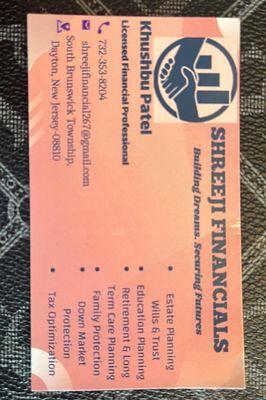 SHREEJI FINANCIALS
Building Dreams, Securing Futures
Khushbu Patel
Licensed Financial Professional
732-353-8204
shreejifinancial267@gmail.com
South Brunswick Township,
Dayton, New Jersey-08810
• Estate Planning
Wills & Trust
• Education Planning
• Retirement & Long
Term Care Planning
• Family Protection
• Down Market
Protection
• Tax Optimization